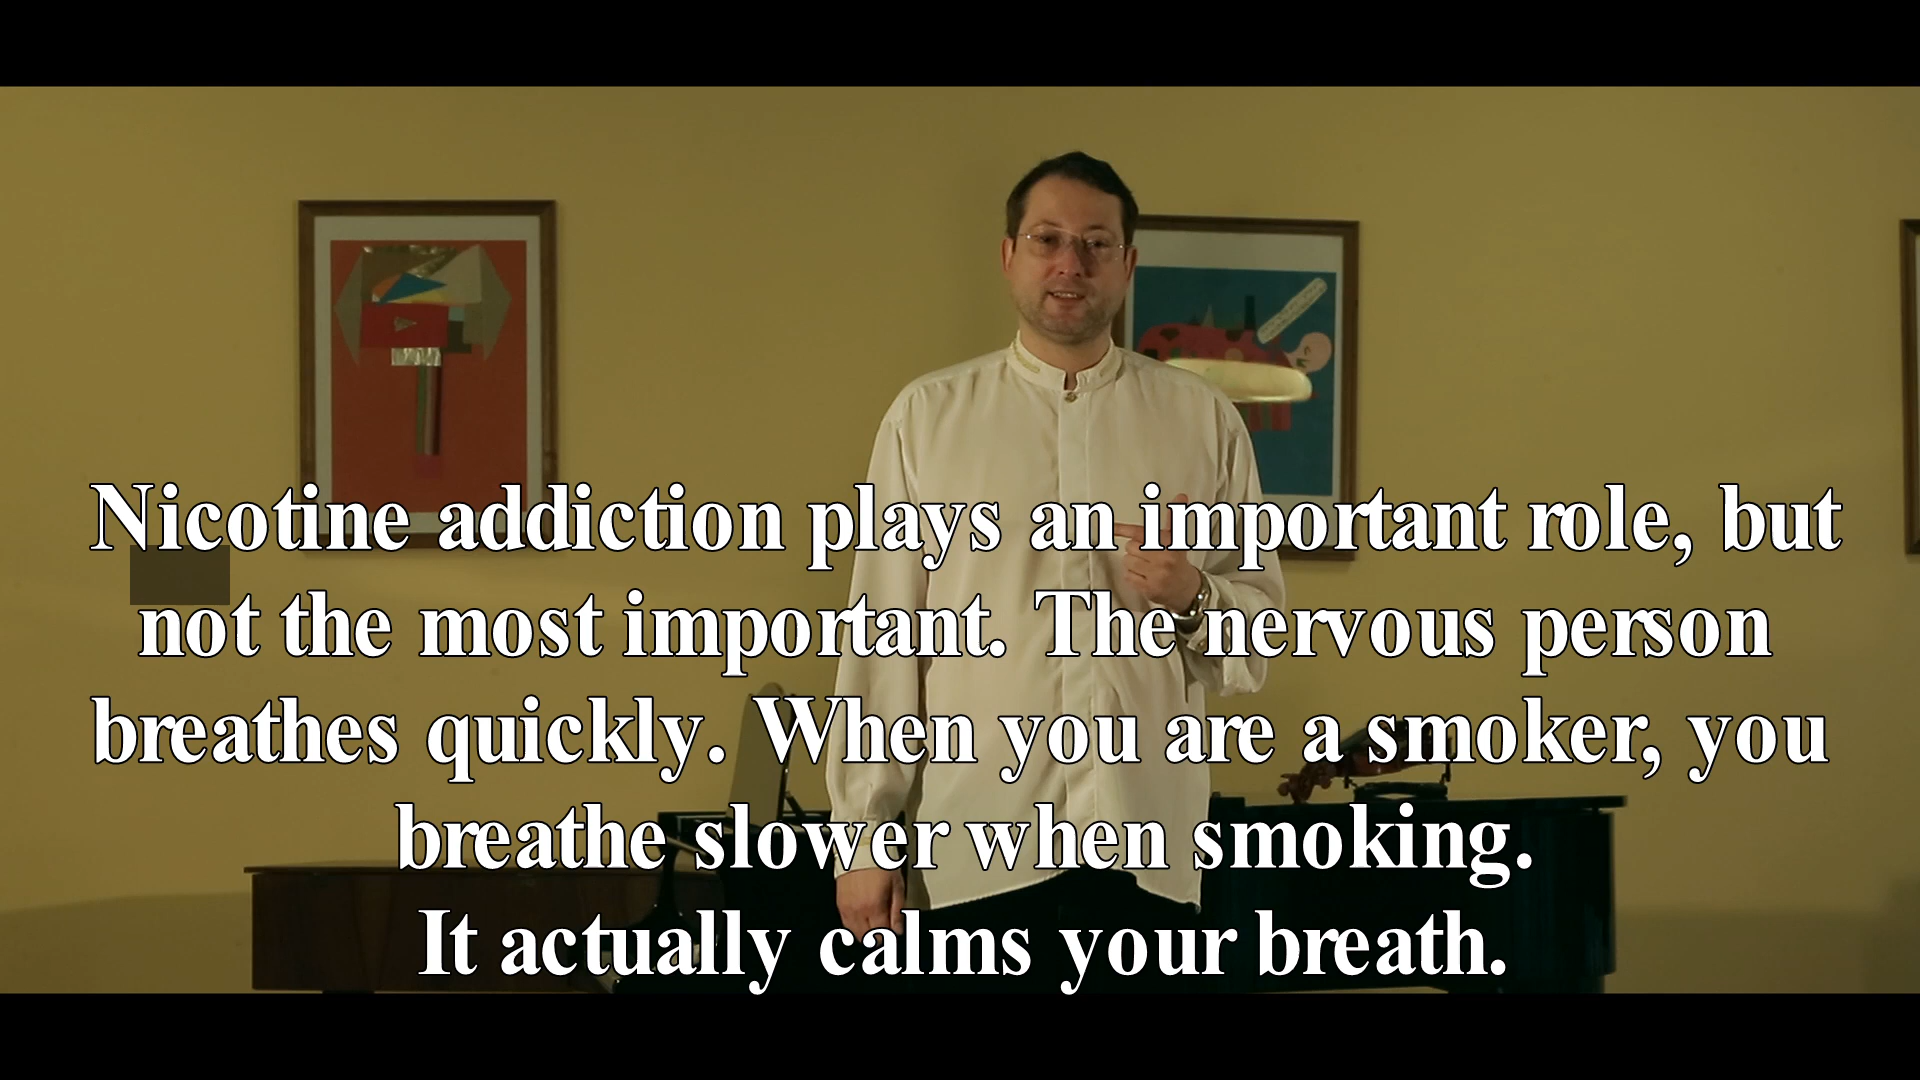 Nicotine addiction plays an important role, but
not the most important. The nervous person
breathes quickly. When you are a smoker, you
breathe slower when smoking.
It actually calms your breath.